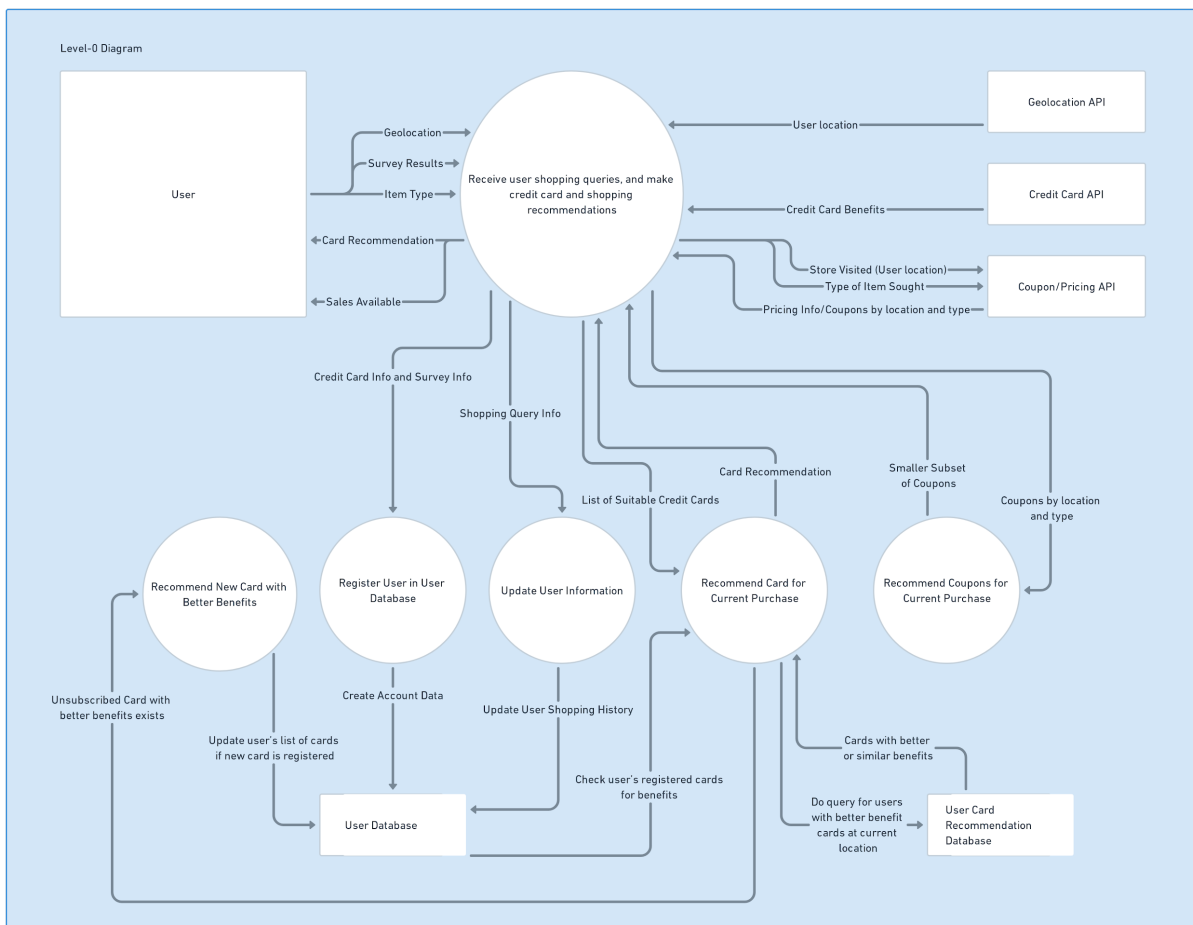 Level-0 Diagram
User
Geolocation
Survey Results
Item Type
Card Recommendation
Sales Available
Receive user shopping queries, and make
credit card and shopping
recommendations
User location
Credit Card Benefits
Store Visited (User location)
Type of Item Sought
Pricing Info/Coupons by location and type
Geolocation API
Credit Card API
Coupon/Pricing API
Credit Card Info and Survey Info
Shopping Query Info
List of Suitable Credit Cards
Card Recommendation
Smaller Subset
of Coupons
Coupons by location
and type
Recommend New Card with
Better Benefits
Register User in User
Database
Update User Information
Recommend Card for
Current Purchase
Recommend Coupons for
Current Purchase
Unsubscribed Card with
better benefits exists
Update user's list of cards
if new card is registered
Create Account Data
Update User Shopping History
Check user's registered cards
for benefits
Cards with better
or similar benefits
Do query for users
with better benefit
cards at current
location
User Database
User Card
Recommendation
Database